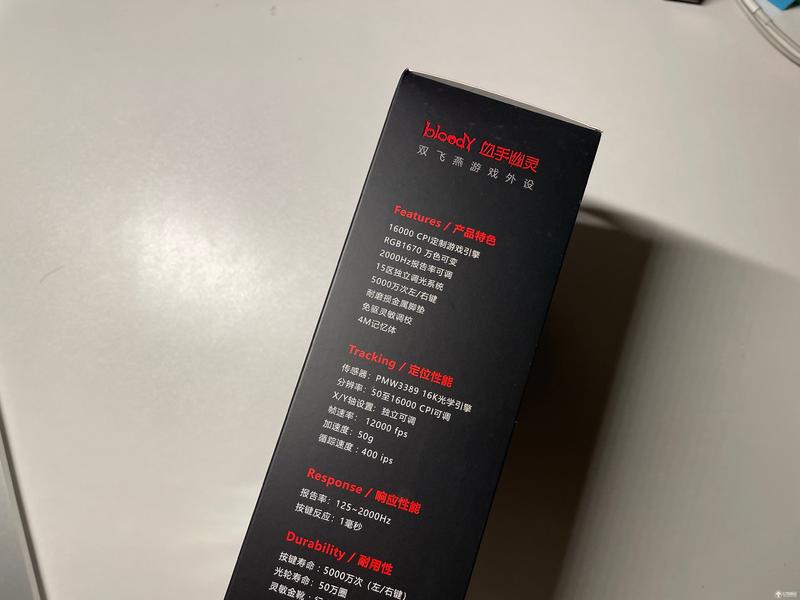 bloody 血手幽灵
双飞燕游戏外设
Features / 产品特色
16000 CPI定制游戏引擎
RGB1670 万色可变
2000Hz报告率可调
15区独立调光系统
5000万次左/右键
耐磨损金属脚垫
免驱灵敏调校
4M记忆体
Tracking / 定位性能
传感器：PMW3389 16K光学引擎
分辨率：50至16000 CPI可调
X/Y轴设置：独立可调
帧速率：12000 fps
加速度：50g
循踪速度：400 ips
Response / 响应性能
报告率：125~2000Hz
按键反应：1毫秒
Durability / 耐用性
按键寿命：5000万次（左/右键）
光轮寿命：50万圈
灵敏金靴：